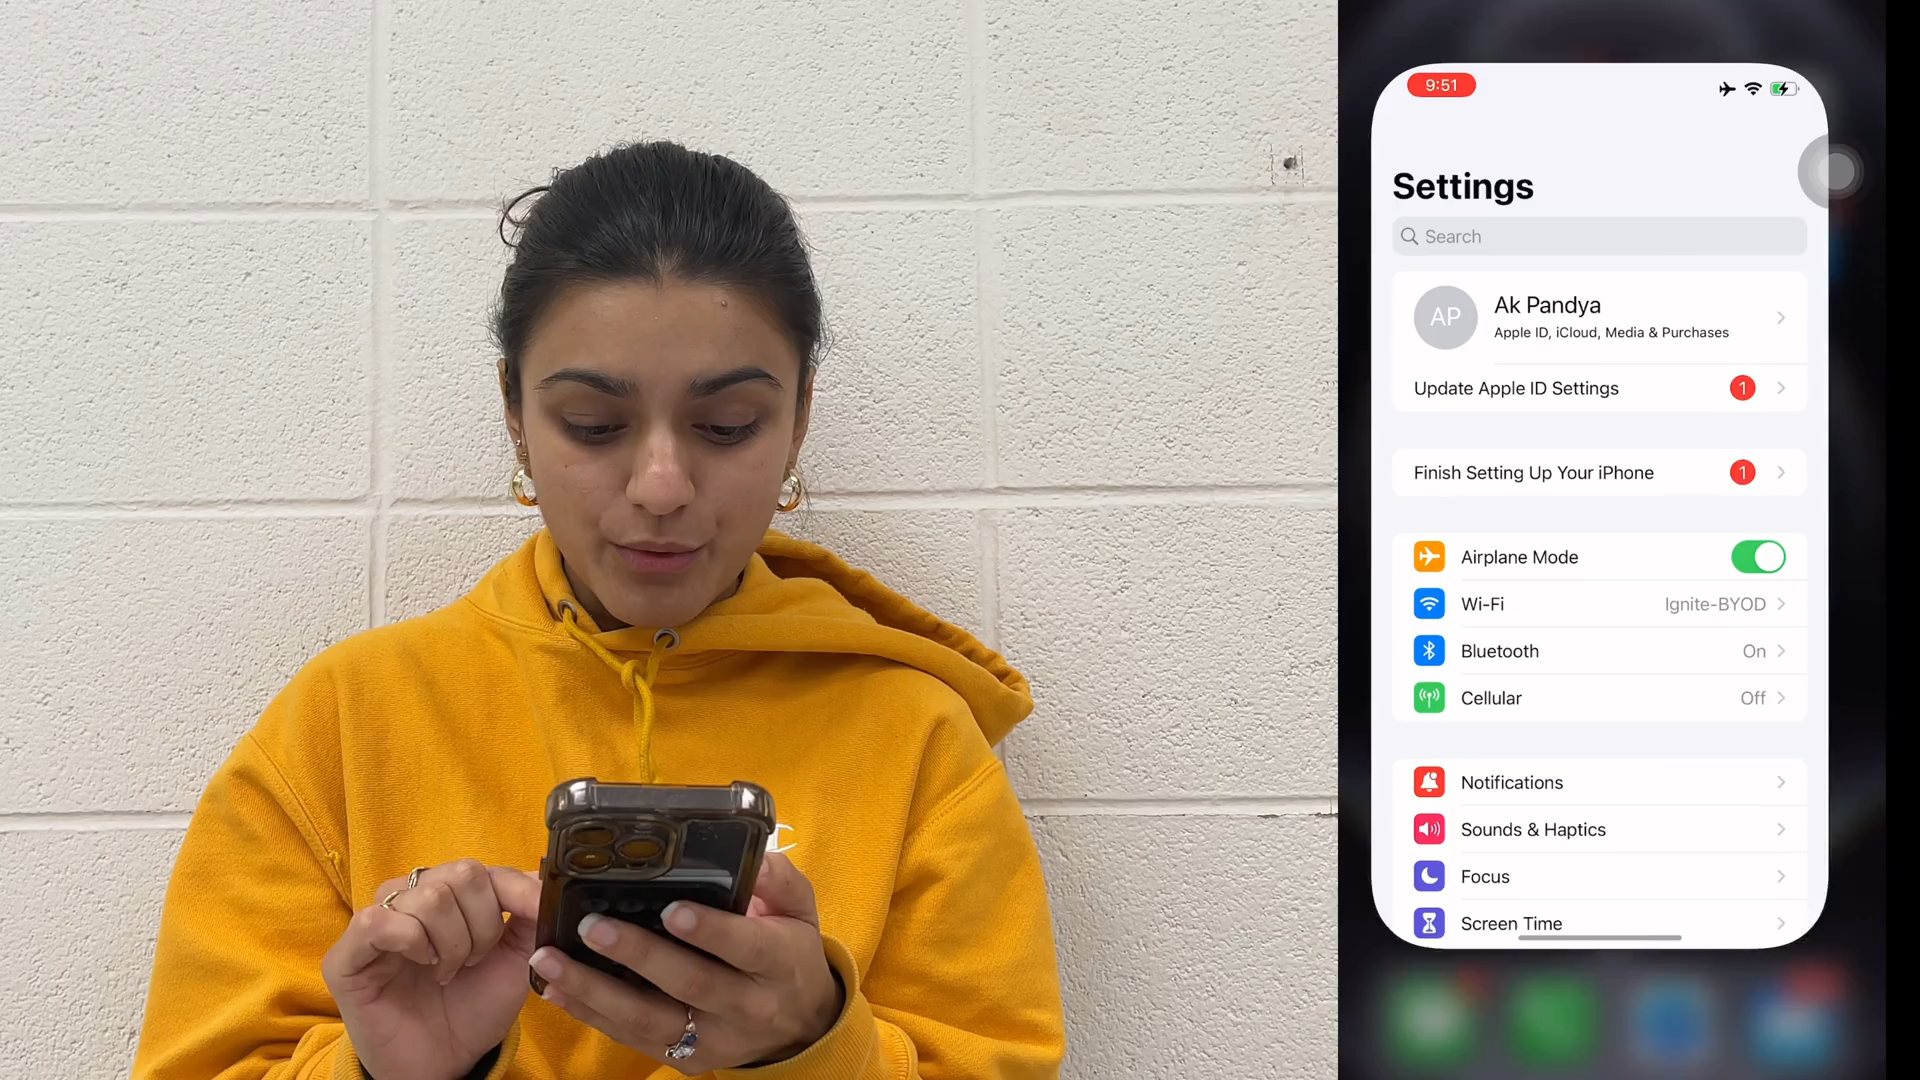 9:51
Settings
Search
AP
Ak Pandya
Apple ID, iCloud, Media & Purchases
Update Apple ID Settings 1
Finish Setting Up Your iPhone 1
Airplane Mode
Wi-Fi Ignite-BYOD
Bluetooth On
Cellular Off
Notifications
Sounds & Haptics
Focus
Screen Time